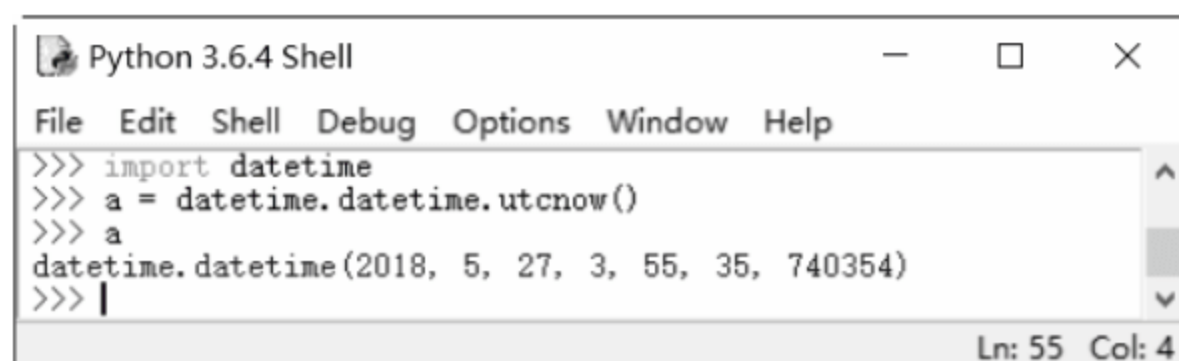 Python 3.6.4 Shell
File Edit Shell Debug Options Window Help
>>> import datetime
>>> a = datetime.datetime.utcnow()
>>> a
datetime.datetime(2018, 5, 27, 3, 55, 35, 740354)
>>>
Ln: 55 Col: 4